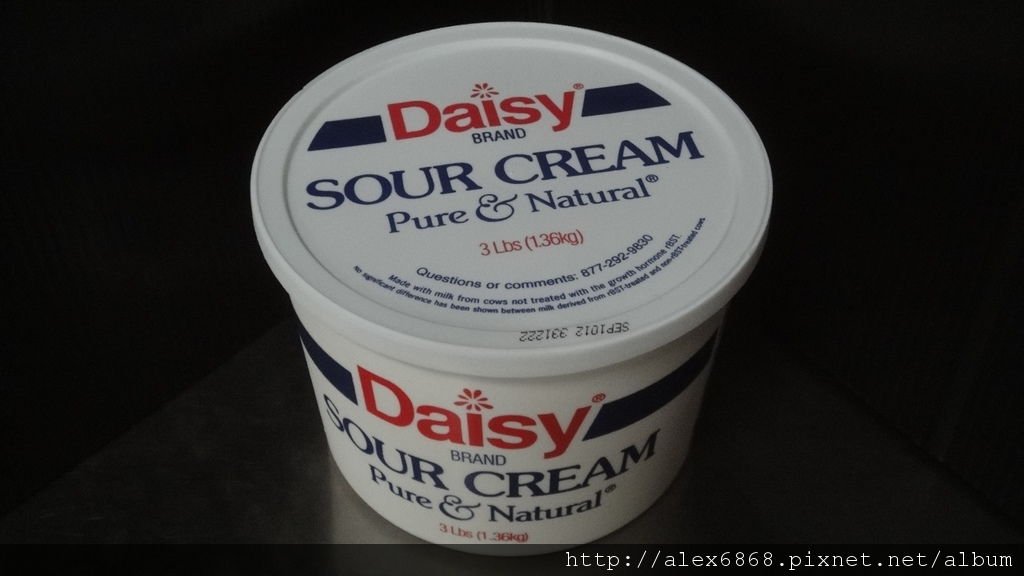 Daisy®
BRAND
SOUR CREAM
Pure & Natural®
3 Lbs (1.36kg)
Questions or comments: 877-292-9830
Made with milk from cows not treated with the growth hormone rBST.
No significant difference has been shown between milk derived from rBST-treated and non-rBST-treated cows
SEP1012 331222
Daisy®
BRAND
SOUR CREAM
Pure & Natural®
3 Lbs (1.36kg)
http://alex6868.pixnet.net/album